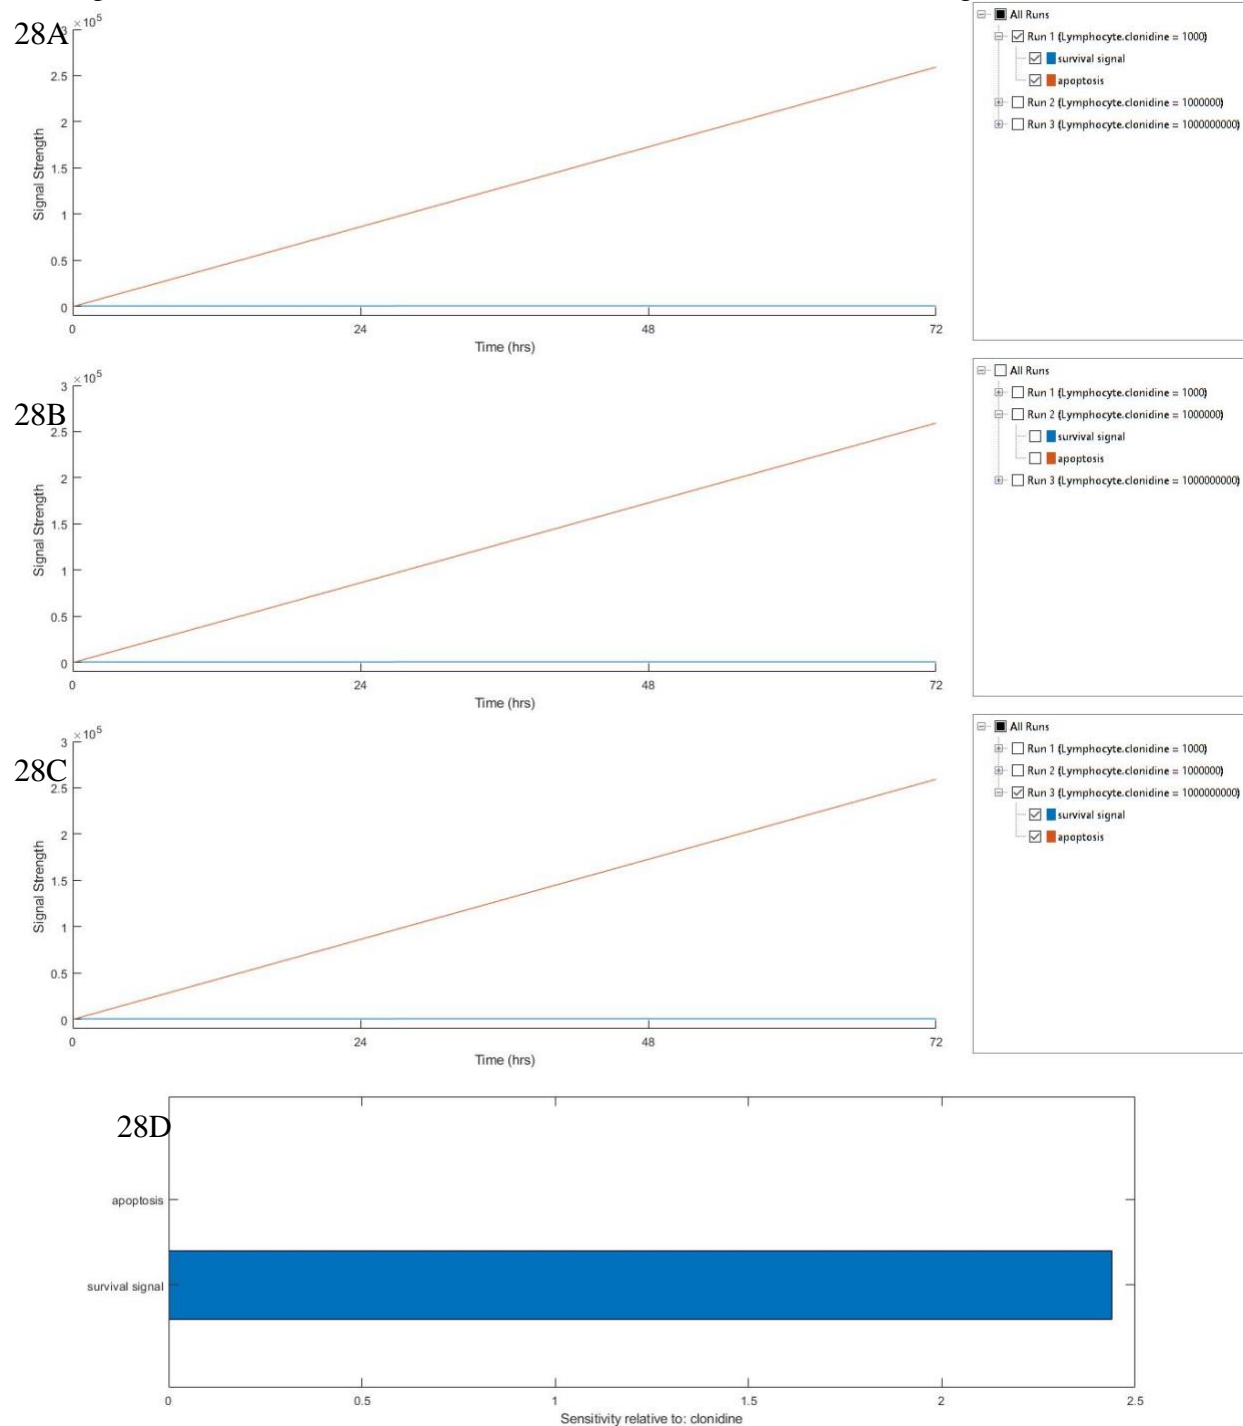 28A
×10^5
3
2.5
2
1.5
1
0.5
0
Signal Strength
0 24 48 72
Time (hrs)
All Runs
Run 1 (Lymphocyte.clonidine = 1000)
survival signal
apoptosis
Run 2 (Lymphocyte.clonidine = 1000000)
Run 3 (Lymphocyte.clonidine = 1000000000)
28B
×10^5
3
2.5
2
1.5
1
0.5
0
Signal Strength
0 24 48 72
Time (hrs)
All Runs
Run 1 (Lymphocyte.clonidine = 1000)
Run 2 (Lymphocyte.clonidine = 1000000)
survival signal
apoptosis
Run 3 (Lymphocyte.clonidine = 1000000000)
28C
×10^5
3
2.5
2
1.5
1
0.5
0
Signal Strength
0 24 48 72
Time (hrs)
All Runs
Run 1 (Lymphocyte.clonidine = 1000)
Run 2 (Lymphocyte.clonidine = 1000000)
Run 3 (Lymphocyte.clonidine = 1000000000)
survival signal
apoptosis
28D
apoptosis
survival signal
0 0.5 1 1.5 2 2.5
Sensitivity relative to: clonidine